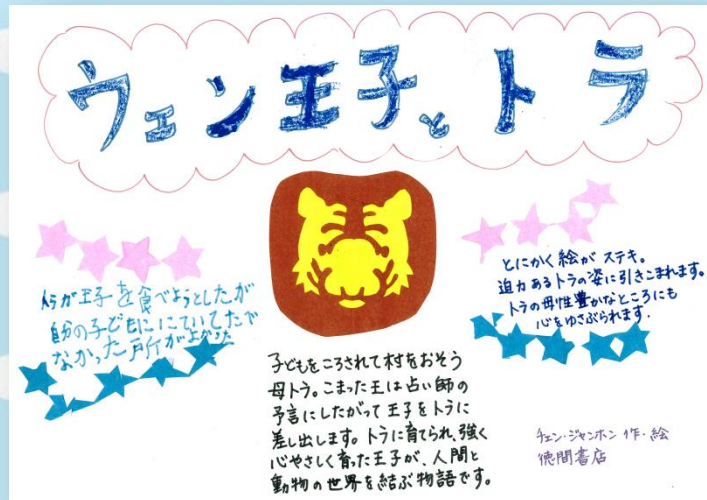 ウェン王子とトラ
トラが王子を食べようとしたが
自分の子どもににていてたべ
なかった所がよかった
とにかく絵がステキ。
迫力あるトラの姿に引きこまれます。
トラの母性豊かなところにも
心をゆさぶられます。
子どもをころされて村をおそう
母トラ。こまった王は占い師の
予言にしたがって王子をトラに
差し出します。トラに育てられ、強く
心やさしく育った王子が、人間と
動物の世界を結ぶ物語です。
チェン・ジャンホン 作・絵
徳間書店